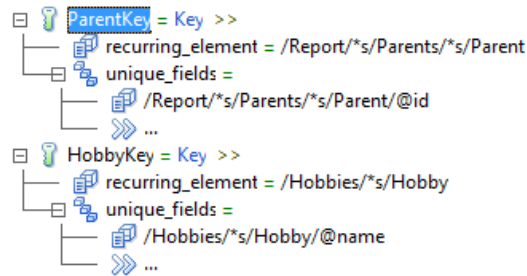 ParentKey = Key >>
recurring_element = /Report/*s/Parents/*s/Parent
unique_fields =
/Report/*s/Parents/*s/Parent/@id
...
HobbyKey = Key >>
recurring_element = /Hobbies/*s/Hobby
unique_fields =
/Hobbies/*s/Hobby/@name
...